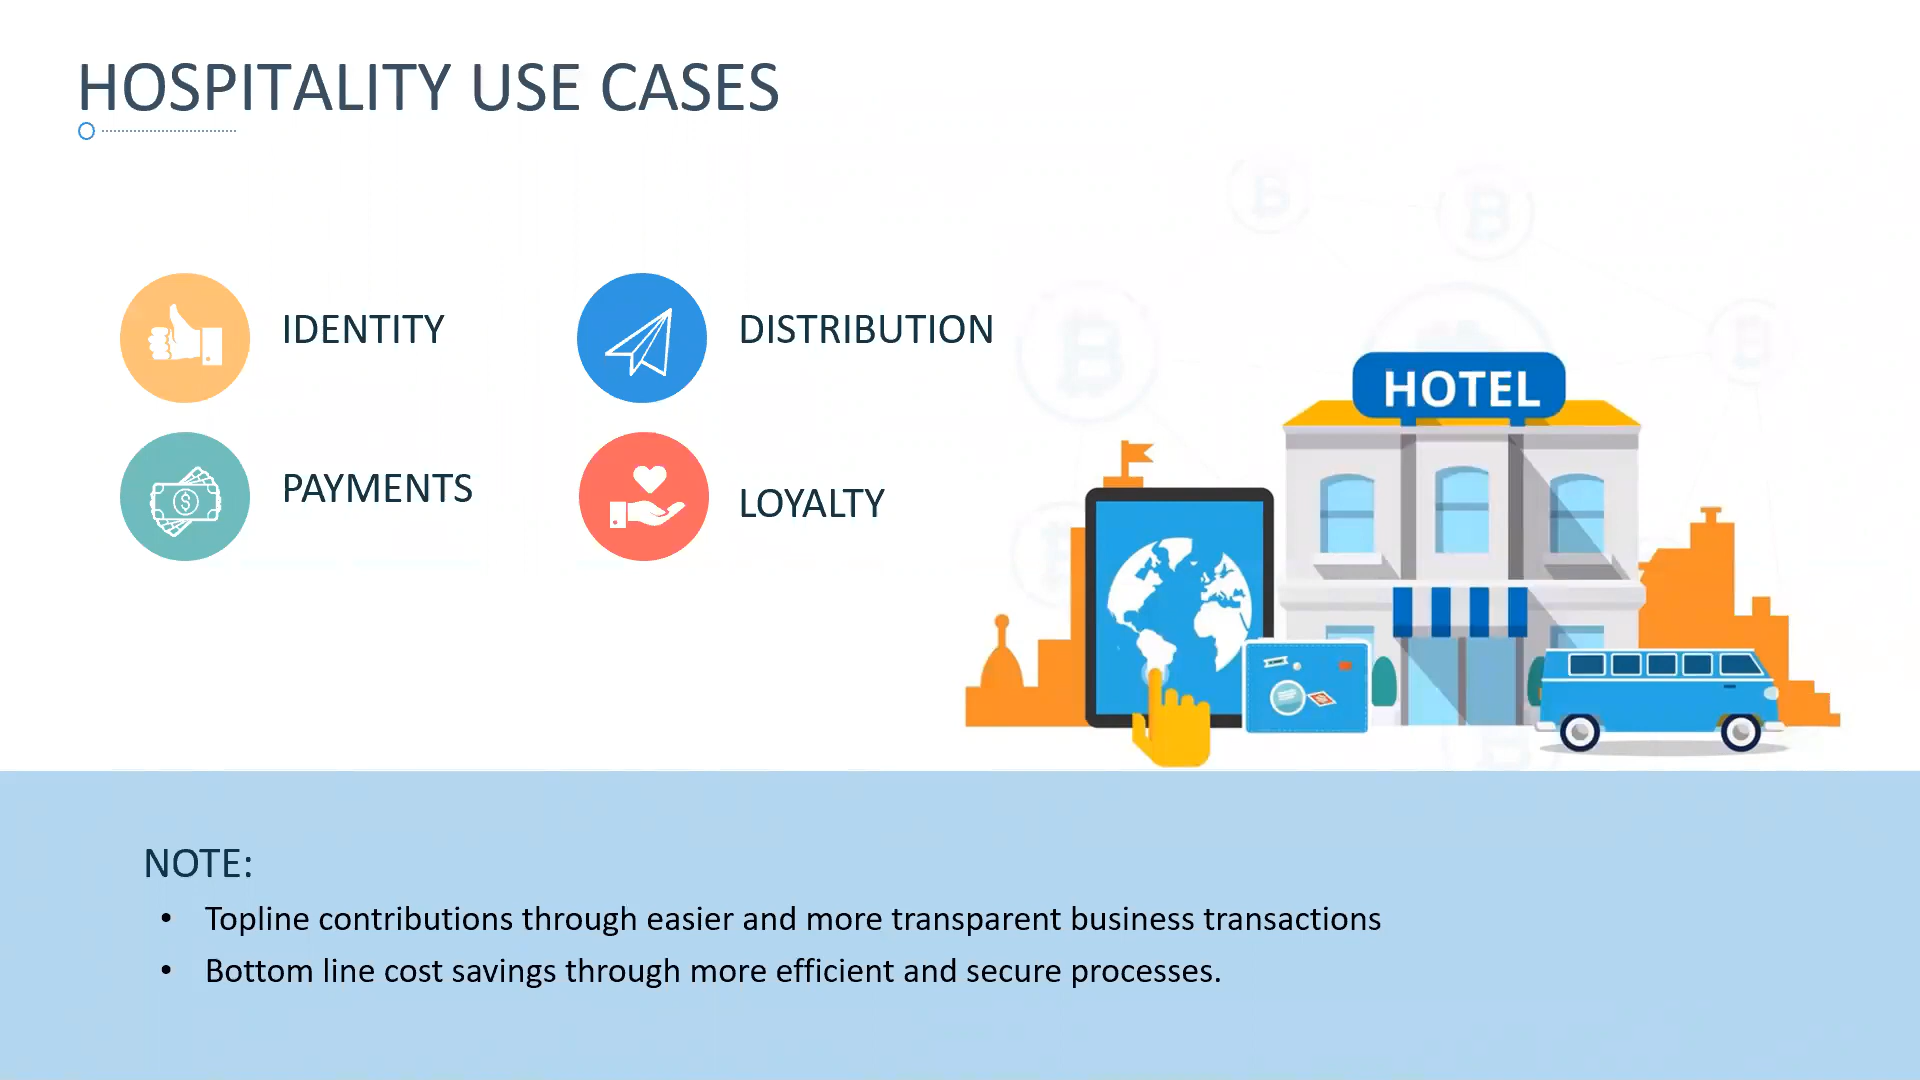 HOSPITALITY USE CASES
IDENTITY
DISTRIBUTION
PAYMENTS
LOYALTY
HOTEL
NOTE:
• Topline contributions through easier and more transparent business transactions
• Bottom line cost savings through more efficient and secure processes.